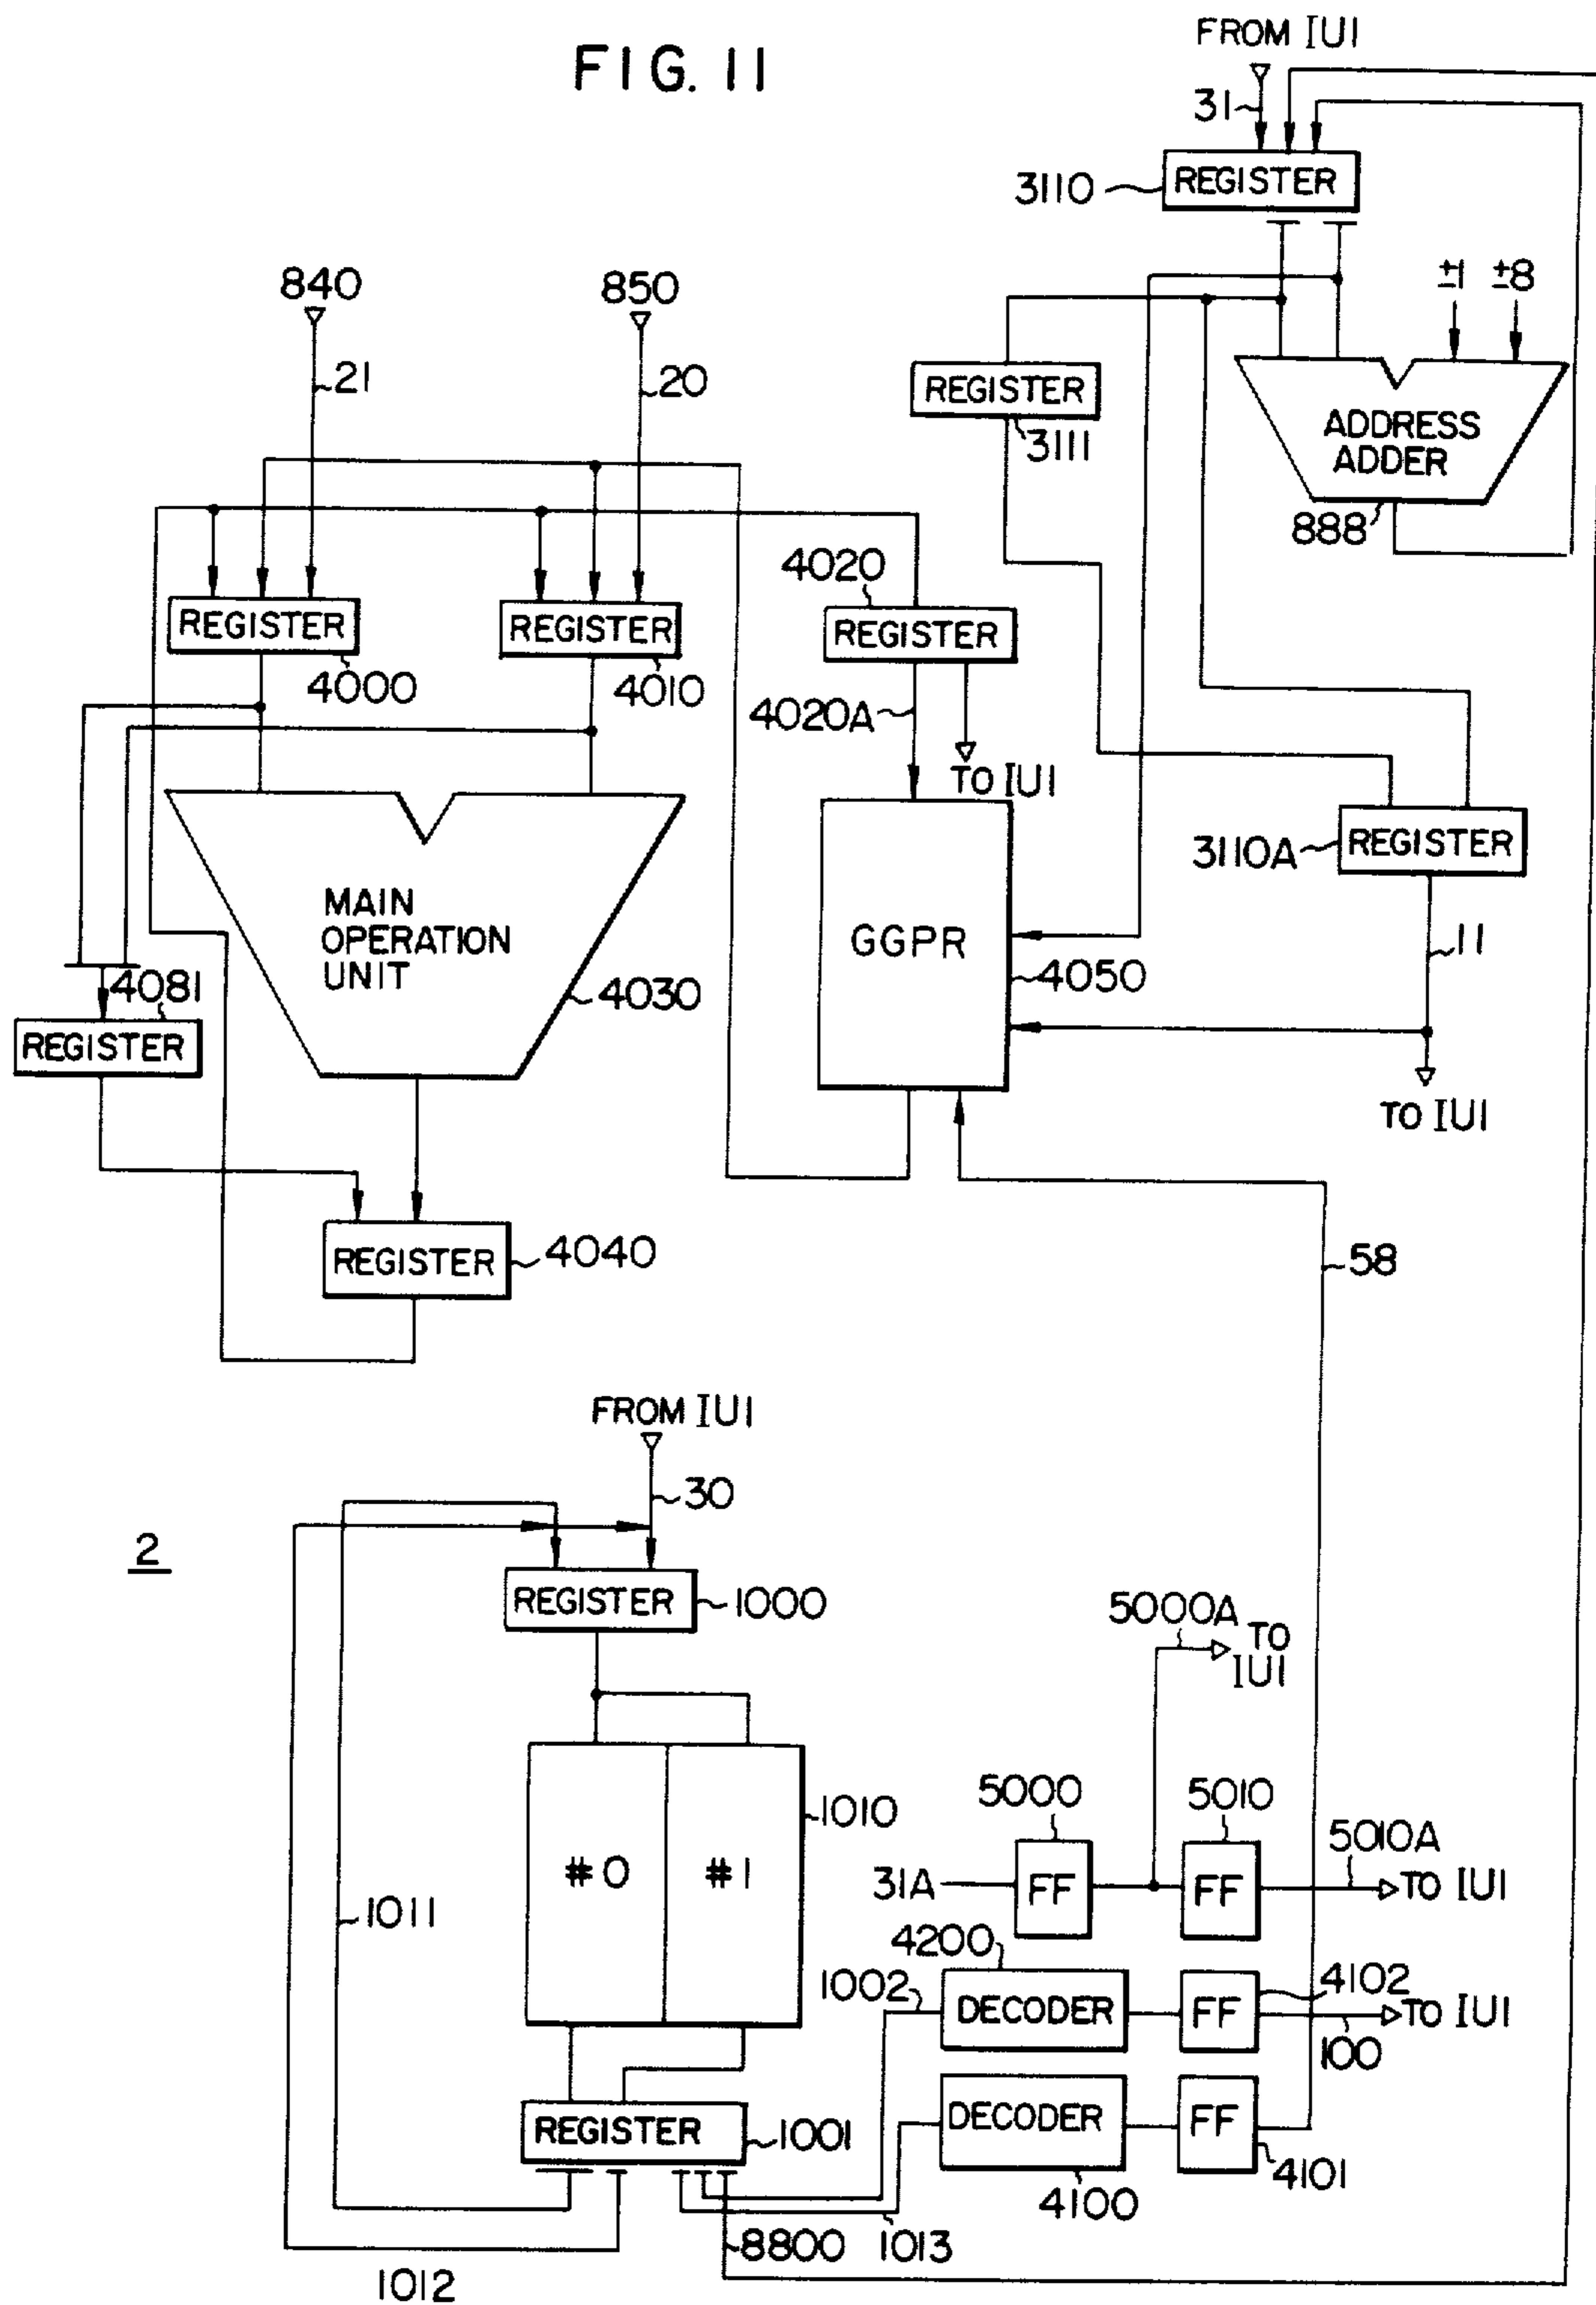 FIG. 11
FROM IU1
31
REGISTER
3110
840
850
±1
±8
21
20
REGISTER
3111
ADDRESS
ADDER
888
4020
REGISTER
REGISTER
REGISTER
4000
4010
4020A
TO IU1
3110A
REGISTER
MAIN
OPERATION
UNIT
4030
GGPR
4050
11
4081
REGISTER
TO IU1
REGISTER
4040
58
FROM IU1
30
2
REGISTER
1000
5000A
TO
IU1
1010
#0
#1
5000
5010
5010A
31A
FF
FF
TO IU1
1011
4200
1002
DECODER
FF
4102
TO IU1
100
REGISTER
1001
DECODER
FF
4101
4100
8800
1013
1012